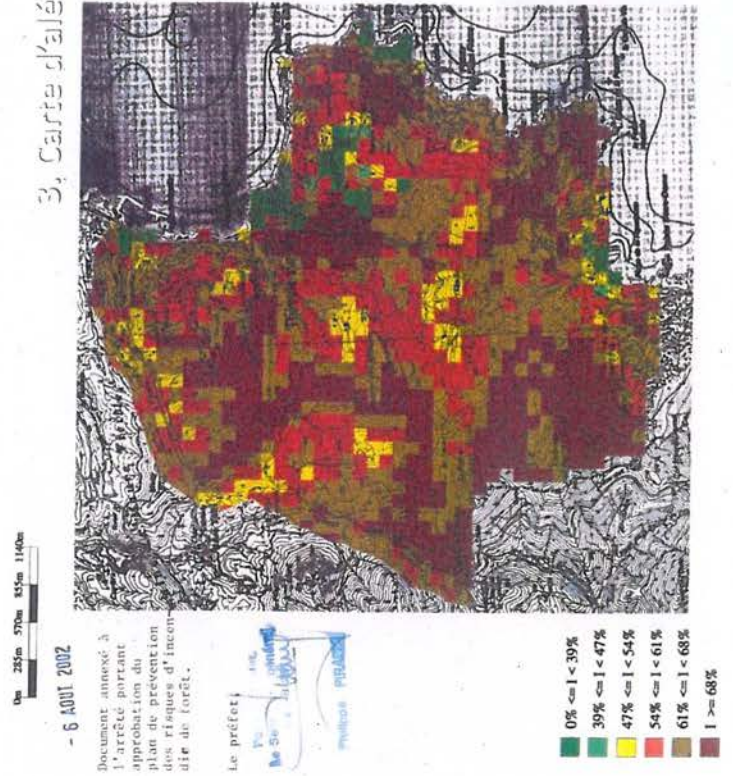 3, Carte d'alé
0m 285m 570m 855m 1140m
- 6 AOUT 2002
Document annexé à
l'arrêté portant
approbation du
plan de prévention
des risques d'incen-
die de forêt.
Le préfet,
Philippe
0% <= I < 39%
39% <= I < 47%
47% <= I < 54%
54% <= I < 61%
61% <= I < 68%
I >= 68%